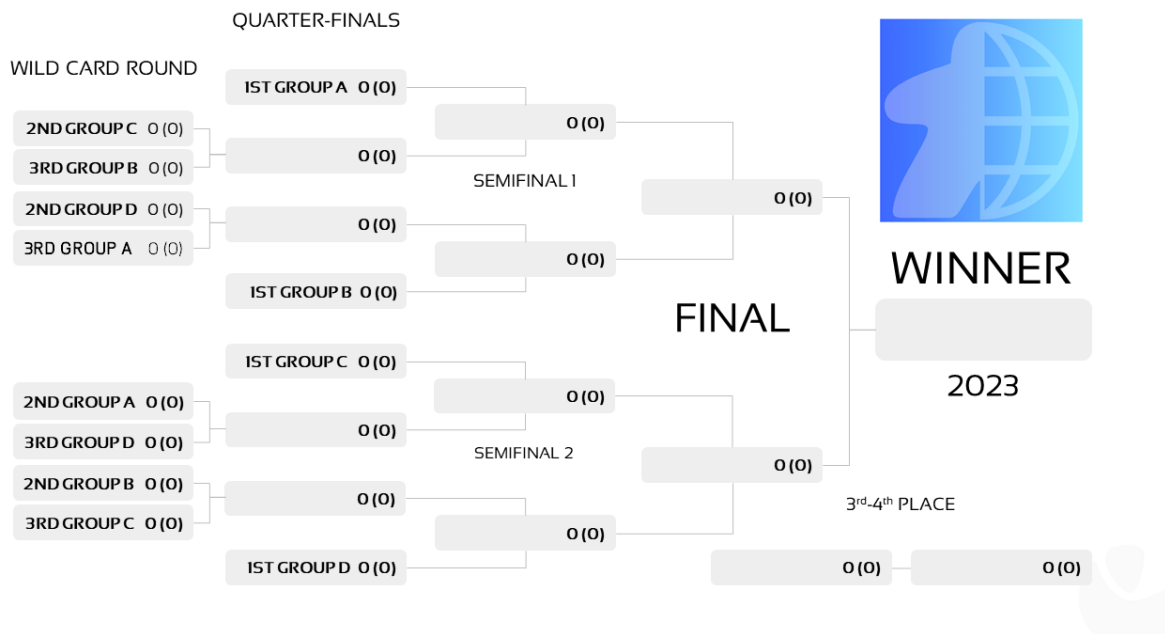 QUARTER-FINALS
WILD CARD ROUND
1ST GROUP A 0 (0)
2ND GROUP C 0 (0)
0 (0)
3RD GROUP B 0 (0)
0 (0)
SEMIFINAL 1
2ND GROUP D 0 (0)
0 (0)
0 (0)
3RD GROUP A 0 (0)
0 (0)
1ST GROUP B 0 (0)
WINNER
FINAL
1ST GROUP C 0 (0)
2023
2ND GROUP A 0 (0)
0 (0)
3RD GROUP D 0 (0)
0 (0)
SEMIFINAL 2
0 (0)
2ND GROUP B 0 (0)
0 (0)
3RD GROUP C 0 (0)
3rd-4th PLACE
0 (0)
1ST GROUP D 0 (0)
0 (0)
0 (0)